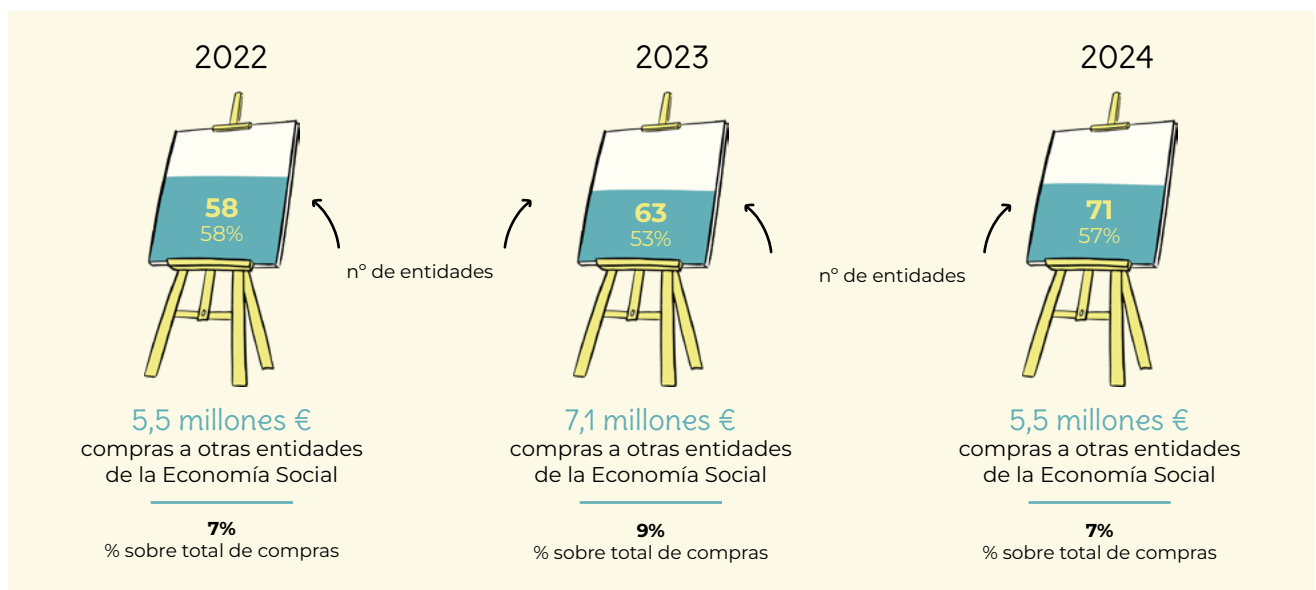 2022
58
58%
nº de entidades
5,5 millones €
compras a otras entidades
de la Economía Social
7%
% sobre total de compras
2023
63
53%
nº de entidades
7,1 millones €
compras a otras entidades
de la Economía Social
9%
% sobre total de compras
2024
71
57%
5,5 millones €
compras a otras entidades
de la Economía Social
7%
% sobre total de compras